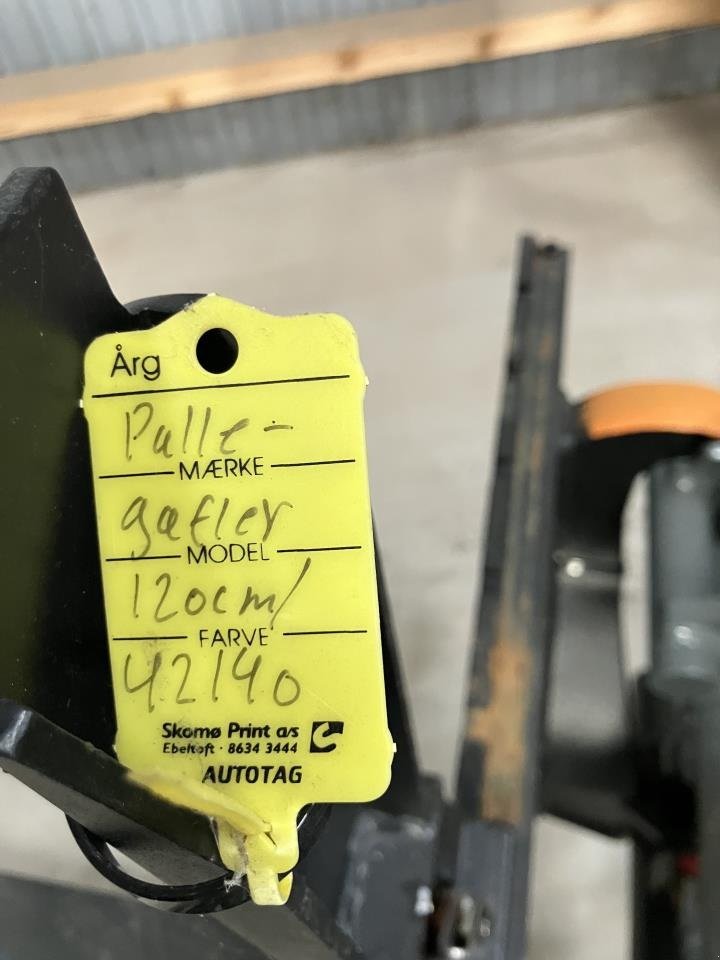 Årg
Palle-
MÆRKE
gafler
MODEL
120cm/
FARVE
42140
Skomø Print a/s
Ebeltoft · 8634 3444
AUTOTAG